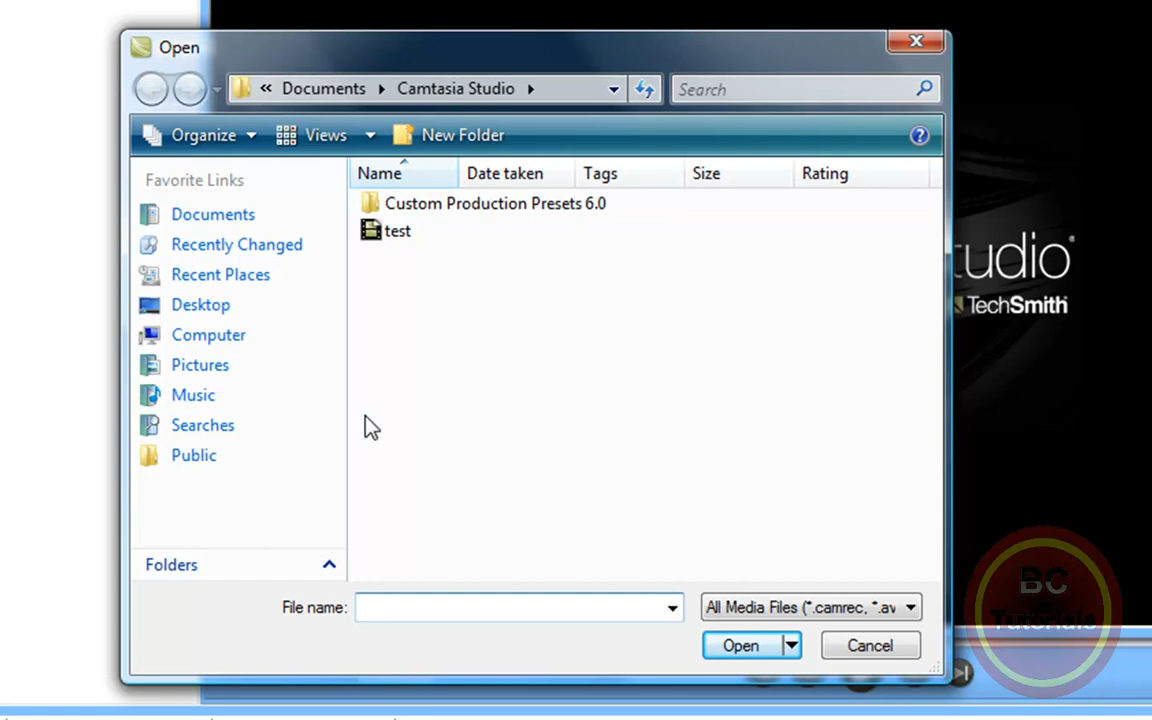 Open
« Documents Camtasia Studio
Search
Organize Views New Folder
Favorite Links
Name Date taken Tags Size Rating
Documents
Recently Changed
Recent Places
Desktop
Computer
Pictures
Music
Searches
Public
Folders
Custom Production Presets 6.0
test
File name:
All Media Files (*.camrec, *.av
Open Cancel
tudio®
TechSmith
BC
Tutorials